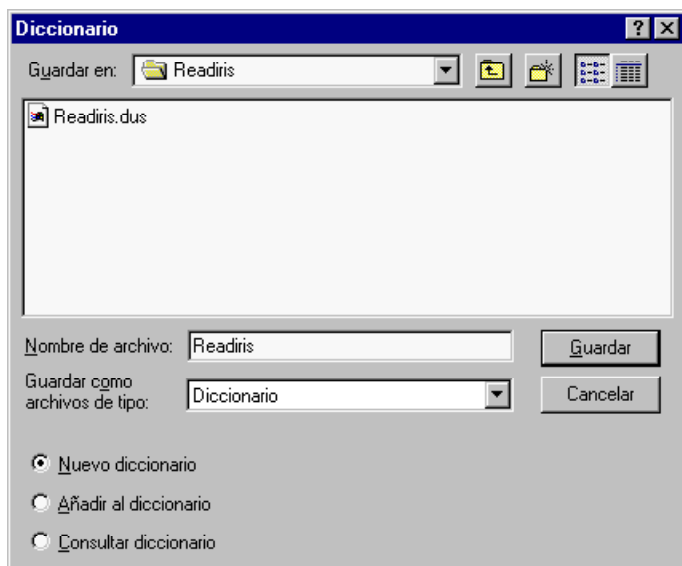 Diccionario
Guardar en: Readiris
Readiris.dus
Nombre de archivo: Readiris
Guardar
Guardar como
archivos de tipo: Diccionario
Cancelar
Nuevo diccionario
Añadir al diccionario
Consultar diccionario